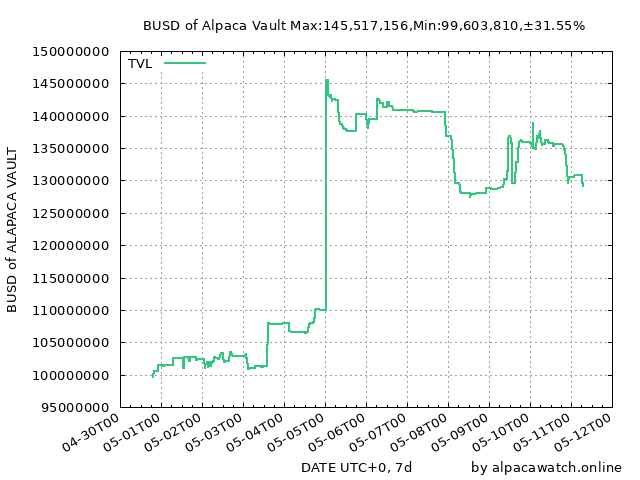 BUSD of Alpaca Vault Max:145,517,156,Min:99,603,810,±31.55%
TVL
BUSD of ALAPACA VAULT
150000000
145000000
140000000
135000000
130000000
125000000
120000000
115000000
110000000
105000000
100000000
95000000
04-30T00
05-01T00
05-02T00
05-03T00
05-04T00
05-05T00
05-06T00
05-07T00
05-08T00
05-09T00
05-10T00
05-11T00
05-12T00
DATE UTC+0, 7d
by alpacawatch.online